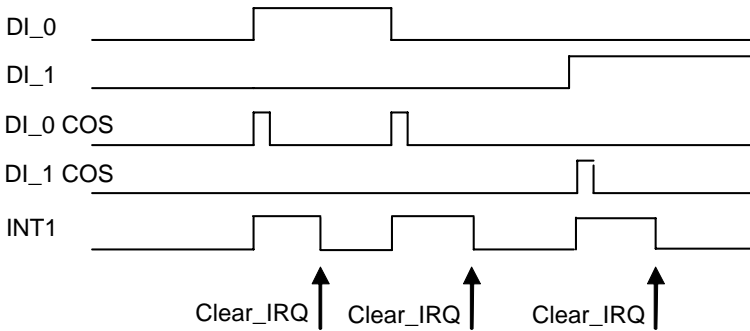 DI_0
DI_1
DI_0 COS
DI_1 COS
INT1
Clear_IRQ Clear_IRQ Clear_IRQ